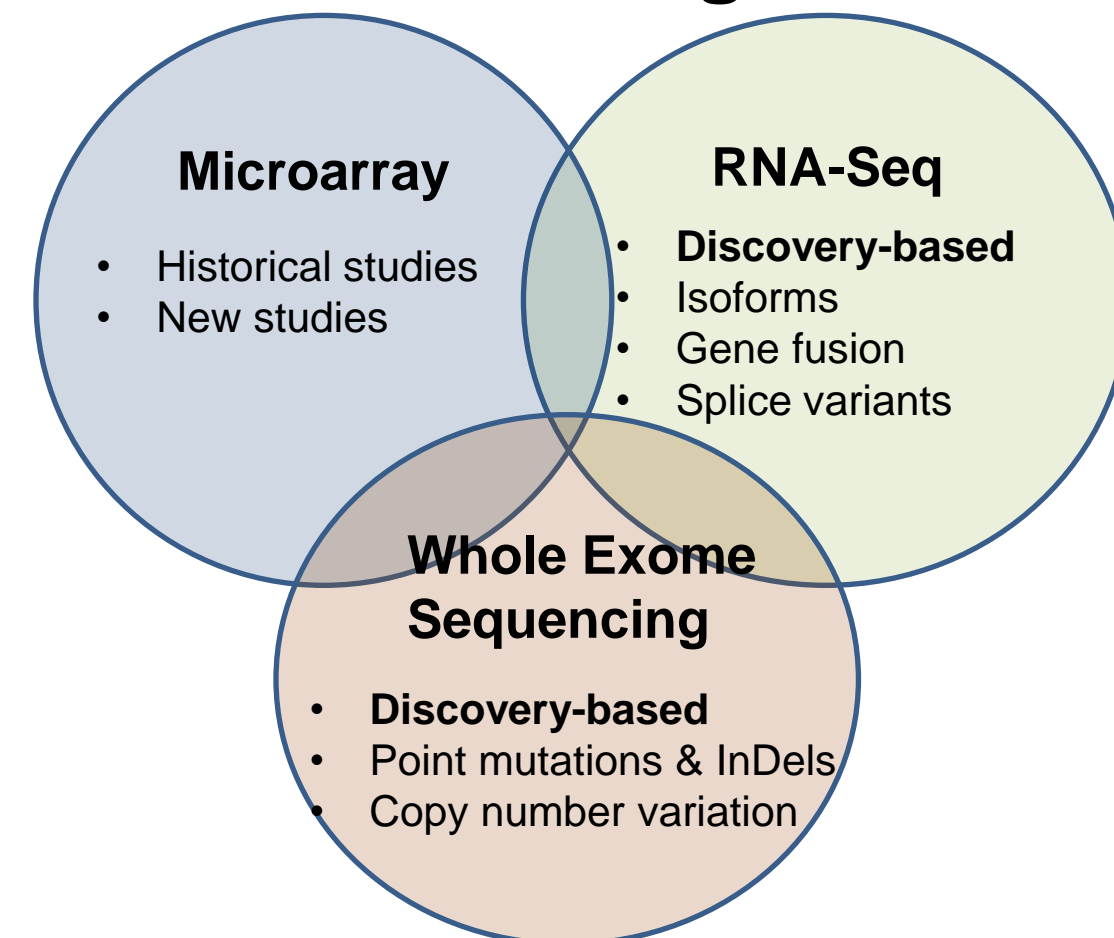 Microarray
• Historical studies
• New studies
RNA-Seq
• Discovery-based
• Isoforms
• Gene fusion
• Splice variants
Whole Exome
Sequencing
• Discovery-based
• Point mutations & InDels
• Copy number variation